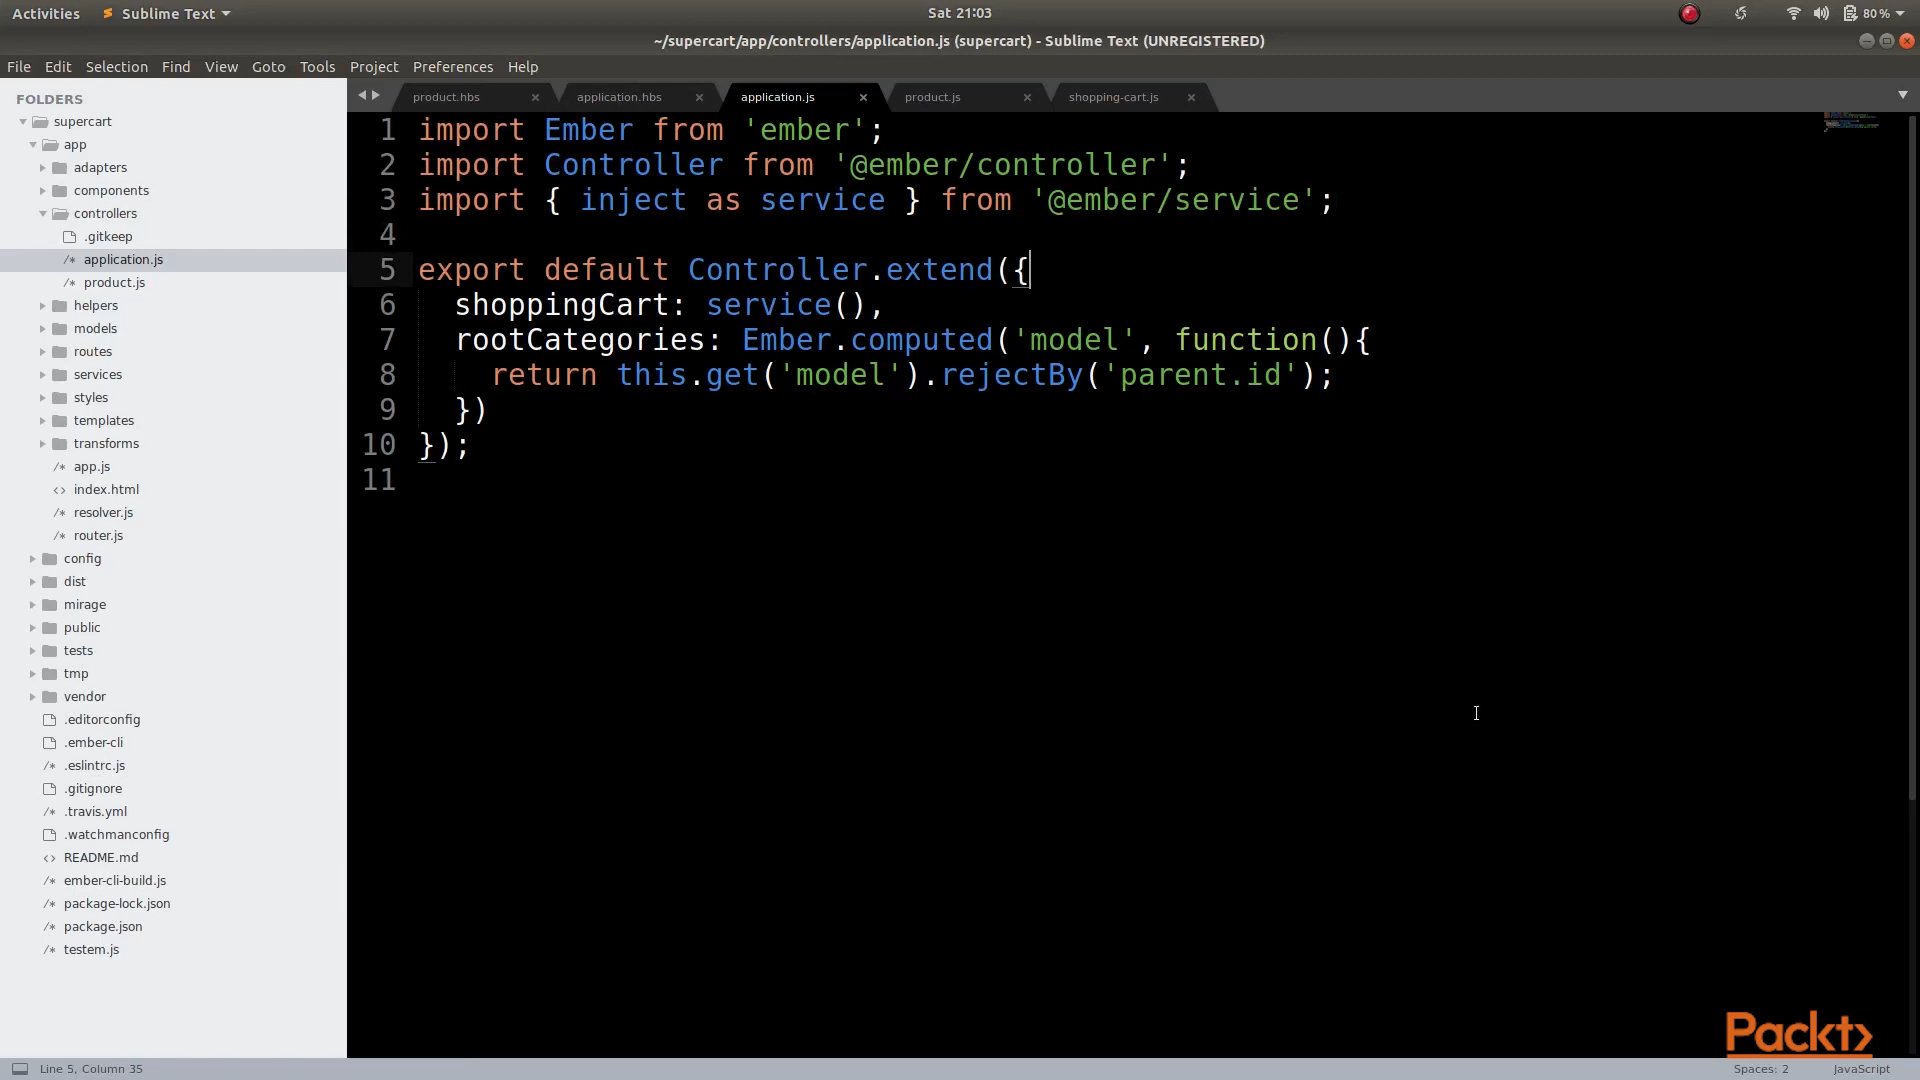 Activities Sublime Text Sat 21:03 80 %
~/supercart/app/controllers/application.js (supercart) - Sublime Text (UNREGISTERED)
File Edit Selection Find View Goto Tools Project Preferences Help
FOLDERS
supercart
app
adapters
components
controllers
.gitkeep
application.js
product.js
helpers
models
routes
services
styles
templates
transforms
app.js
index.html
resolver.js
router.js
config
dist
mirage
public
tests
tmp
vendor
.editorconfig
.ember-cli
.eslintrc.js
.gitignore
.travis.yml
.watchmanconfig
README.md
ember-cli-build.js
package-lock.json
package.json
testem.js
product.hbs application.hbs application.js product.js shopping-cart.js
1 import Ember from 'ember';
2 import Controller from '@ember/controller';
3 import { inject as service } from '@ember/service';
4
5 export default Controller.extend({
6 shoppingCart: service(),
7 rootCategories: Ember.computed('model', function(){
8 return this.get('model').rejectBy('parent.id');
9 })
10 });
11
Packt>
Line 5, Column 35 Spaces: 2 JavaScript